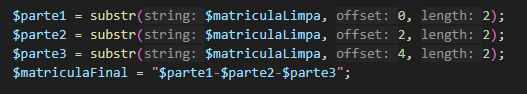 $parte1 = substr(string: $matriculaLimpa, offset: 0, length: 2);
$parte2 = substr(string: $matriculaLimpa, offset: 2, length: 2);
$parte3 = substr(string: $matriculaLimpa, offset: 4, length: 2);
$matriculaFinal = "$parte1-$parte2-$parte3";